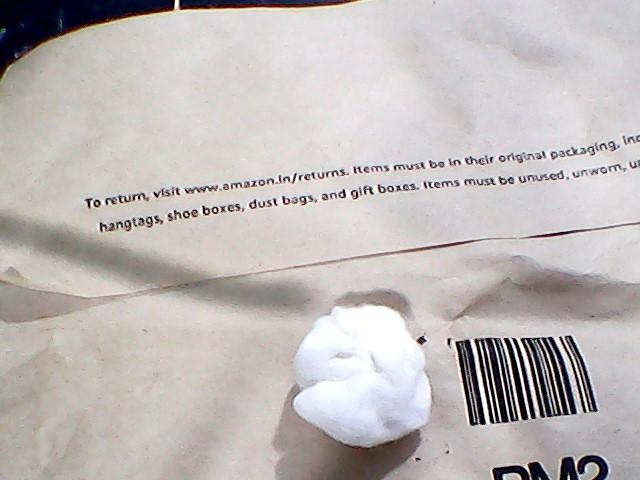 To return, visit www.amazon.in/returns. Items must be in their original packaging,
hangtags, shoe boxes, dust bags, and gift boxes. Items must be unused, unworn,
PM2